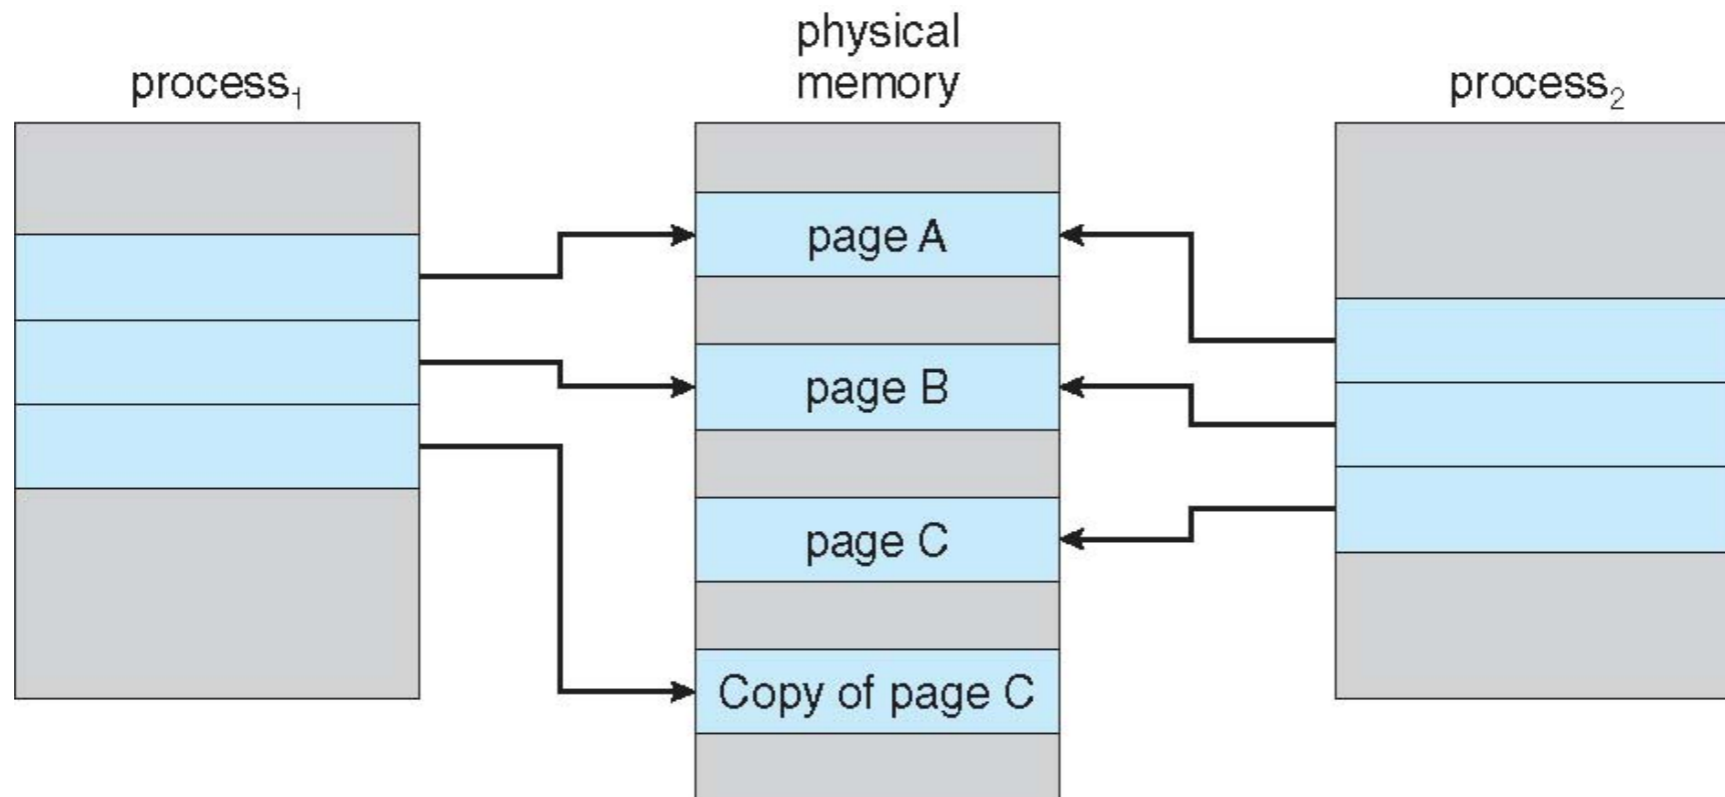 process₁
physical
memory
process₂
page A
page B
page C
Copy of page C